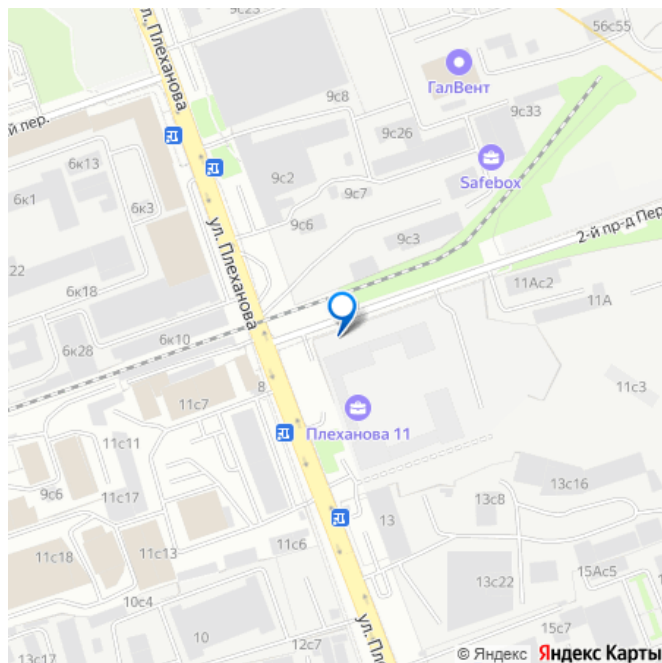 9с23
56с55
ул. Плеханова
ГалВент
9с8
9с33
й пер.
9с26
6к13
Safebox
9с2
9с7
6к1
6к3
9с6
ул. Плеханова
9с3
2-й пр-д Пер
22
11Ас2
6к18
11А
6к10
6к28
8
11с3
11с7
Плеханова 11
11с11
13с16
9с6
11с17
13с8
13
11с6
11с18
11с13
15Ас5
13с22
10с4
10
15с7
ул. Пле
12с7
13с17
© Яндекс Яндекс Карты